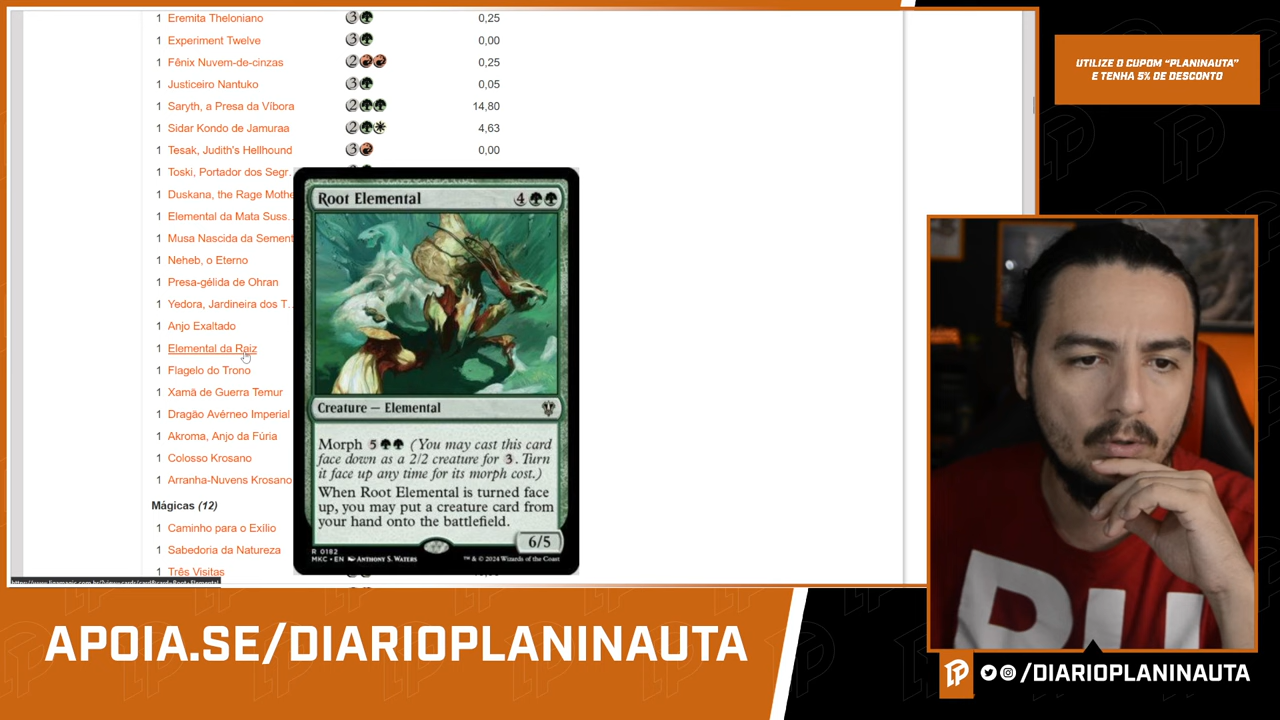 1 Eremita Theloniano 3 0,25
1 Experiment Twelve 3 0,00
1 Fênix Nuvem-de-cinzas 2 0,25
1 Justiceiro Nantuko 3 0,05
1 Saryth, a Presa da Víbora 2 14,80
1 Sidar Kondo de Jamuraa 2 4,63
1 Tesak, Judith's Hellhound 3 0,00
1 Toski, Portador dos Segr...
1 Duskana, the Rage Mothe
1 Elemental da Mata Suss...
1 Musa Nascida da Sement
1 Neheb, o Eterno
1 Presa-gélida de Ohran
1 Yedora, Jardineira dos T...
1 Anjo Exaltado
1 Elemental da Raiz
1 Flagelo do Trono
1 Xamã de Guerra Temur
1 Dragão Avérneo Imperial
1 Akroma, Anjo da Fúria
1 Colosso Krosano
1 Arranha-Nuvens Krosano
Mágicas (12)
1 Caminho para o Exílio
1 Sabedoria da Natureza
1 Três Visitas
Root Elemental 4
Creature — Elemental
Morph 5 (You may cast this card
face down as a 2/2 creature for 3. Turn
it face up any time for its morph cost.)
When Root Elemental is turned face
up, you may put a creature card from
your hand onto the battlefield.
6/5
R 0182
MKC • EN ANTHONY S. WATERS
™ & © 2024 Wizards of the Coast
UTILIZE O CUPOM "PLANINAUTA"
E TENHA 5% DE DESCONTO
APOIA.SE/DIARIOPLANINAUTA
/DIARIOPLANINAUTA